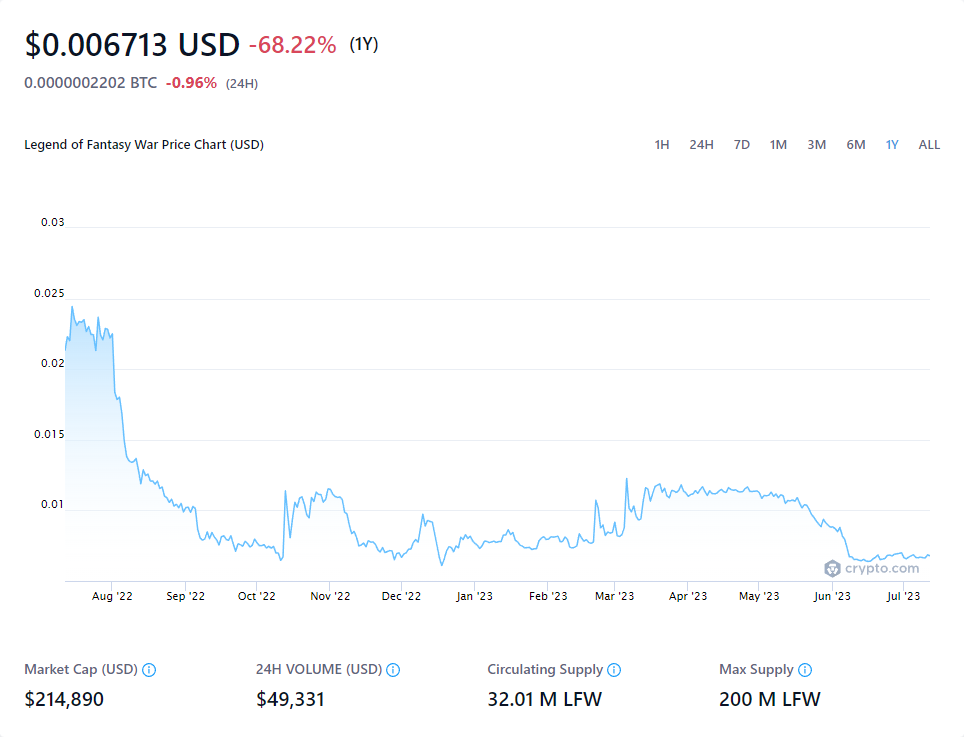 $0.006713 USD -68.22% (1Y)
0.0000002202 BTC -0.96% (24H)
Legend of Fantasy War Price Chart (USD)
1H 24H 7D 1M 3M 6M 1Y ALL
0.03
0.025
0.02
0.015
0.01
crypto.com
Aug '22 Sep '22 Oct '22 Nov '22 Dec '22 Jan '23 Feb '23 Mar '23 Apr '23 May '23 Jun '23 Jul '23
Market Cap (USD) 24H VOLUME (USD) Circulating Supply Max Supply
$214,890 $49,331 32.01 M LFW 200 M LFW